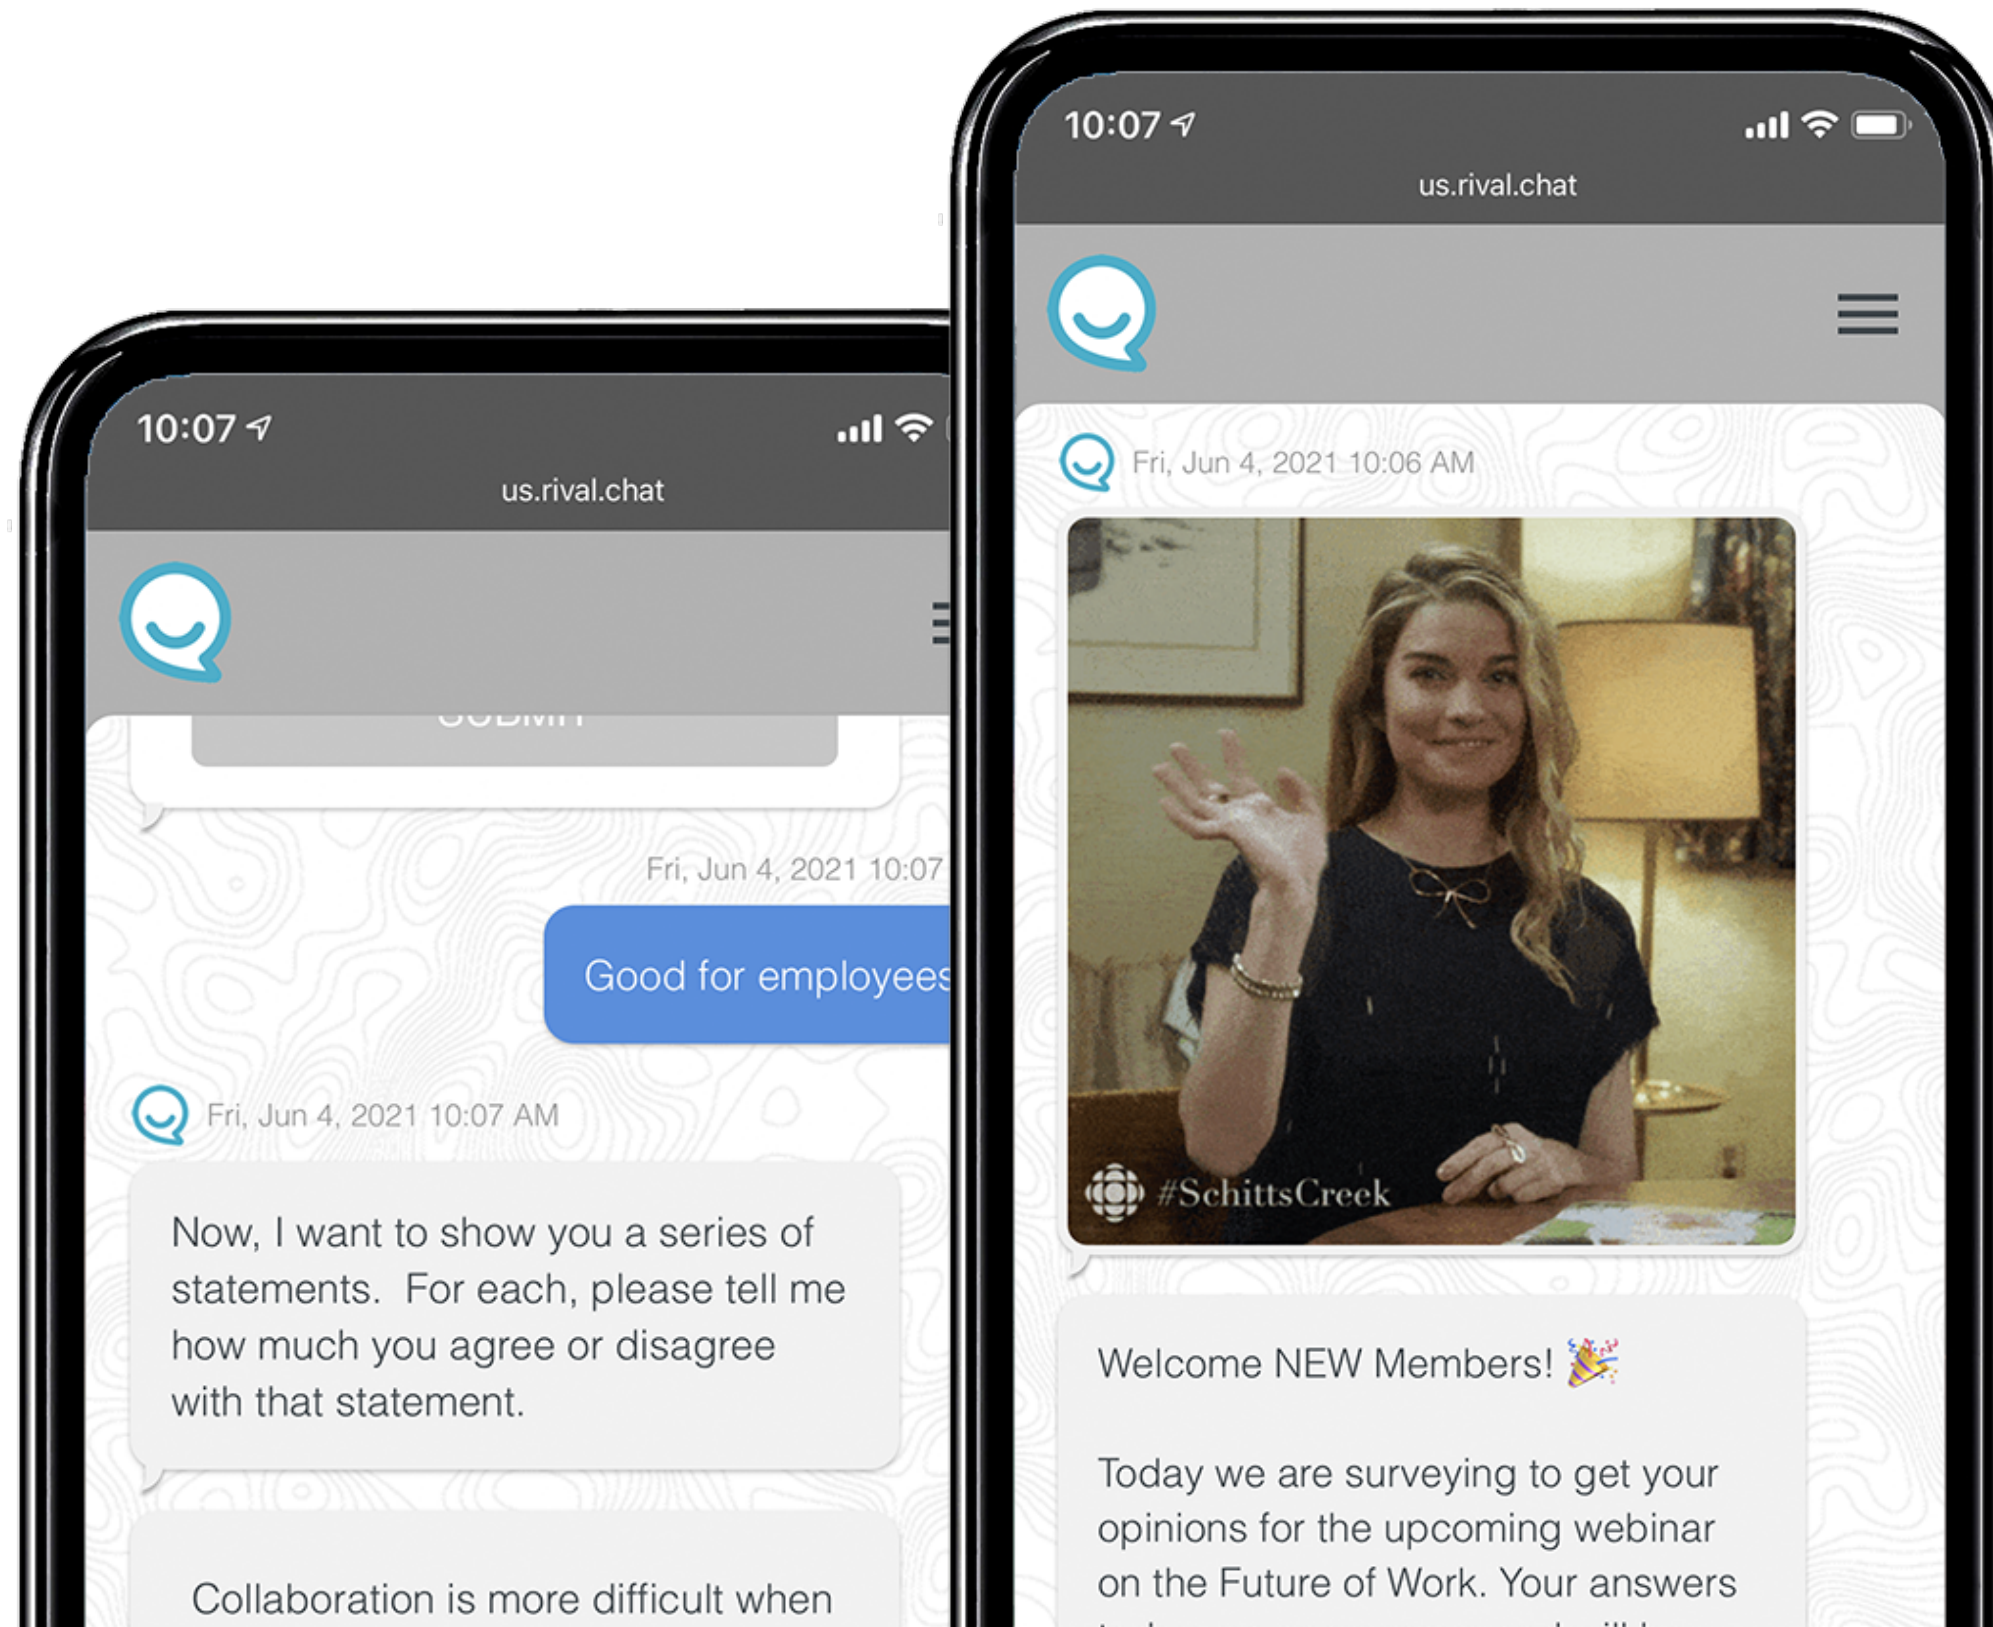 10:07
us.rival.chat
SUBMIT
Fri, Jun 4, 2021 10:07
Good for employees
Fri, Jun 4, 2021 10:07 AM
Now, I want to show you a series of
statements.  For each, please tell me
how much you agree or disagree
with that statement.
Collaboration is more difficult when
10:07
us.rival.chat
Fri, Jun 4, 2021 10:06 AM
#SchittsCreek
Welcome NEW Members! 🎉
Today we are surveying to get your
opinions for the upcoming webinar
on the Future of Work. Your answers